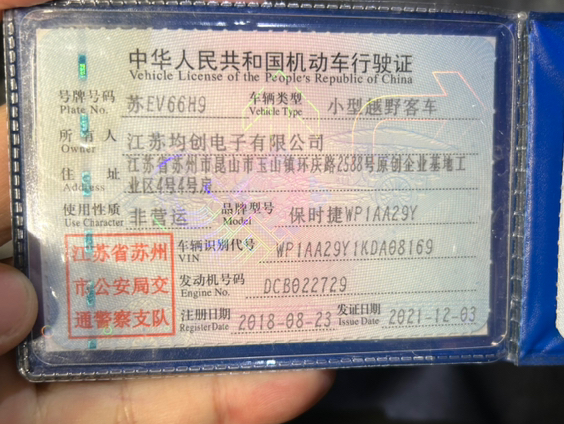 中华人民共和国机动车行驶证
Vehicle License of the People's Republic of China
号牌号码 苏EV66H9 车辆类型 小型越野客车
Plate No. Vehicle Type
所有人 江苏均创电子有限公司
Owner
住址 江苏省苏州市昆山市玉山镇环庆路2588号原创企业基地工
Address 业区4号4号房
使用性质 非营运 品牌型号 保时捷WP1AA29Y
Use Character Model
江苏省苏州 车辆识别代号 WP1AA29Y1KDA08169
VIN
市公安局交 发动机号码 DCB022729
Engine No.
通警察支队 注册日期 2018-08-23 发证日期 2021-12-03
Register Date Issue Date